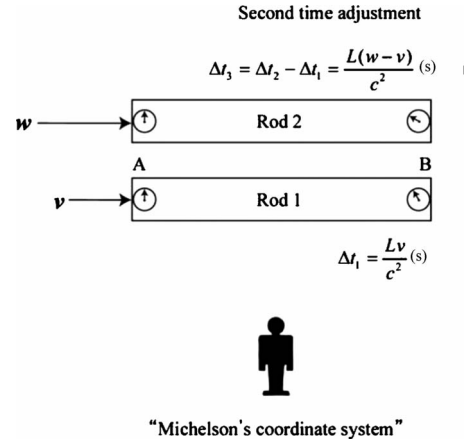 Second time adjustment
Δt₃ = Δt₂ − Δt₁ = L(w − v)/c² (s)
w
Rod 2
A B
v
Rod 1
Δt₁ = Lv/c² (s)
“Michelson's coordinate system”